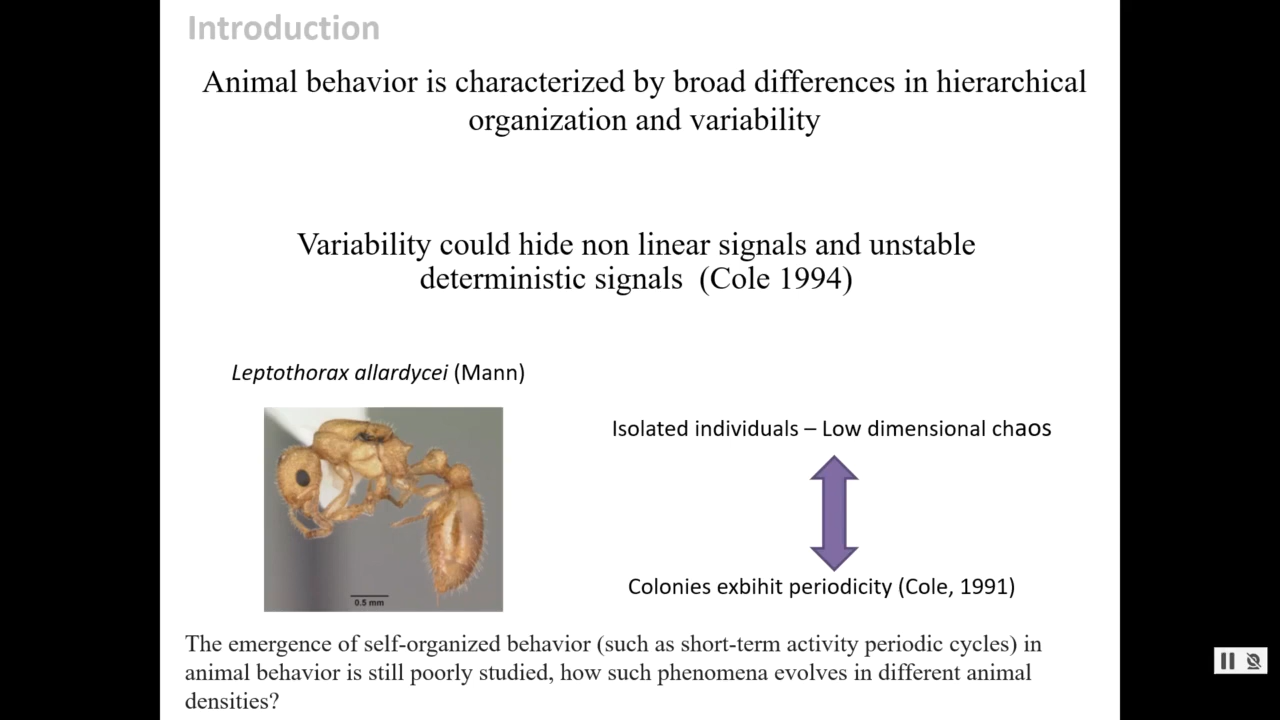 Introduction
Animal behavior is characterized by broad differences in hierarchical
organization and variability
Variability could hide non linear signals and unstable
deterministic signals (Cole 1994)
Leptothorax allardycei (Mann)
Isolated individuals – Low dimensional chaos
0.5 mm
Colonies exbihit periodicity (Cole, 1991)
The emergence of self-organized behavior (such as short-term activity periodic cycles) in
animal behavior is still poorly studied, how such phenomena evolves in different animal
densities?